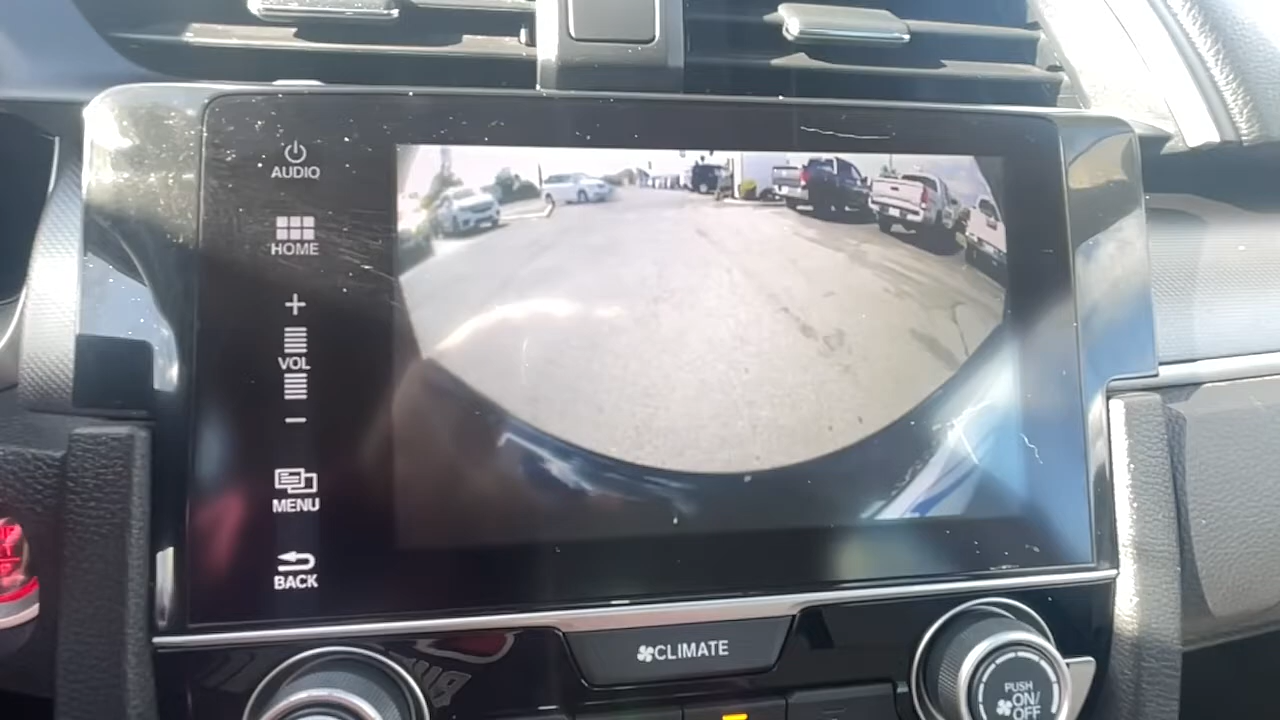 AUDIO
HOME
+
VOL
−
MENU
BACK
CLIMATE
PUSH
ON/
OFF